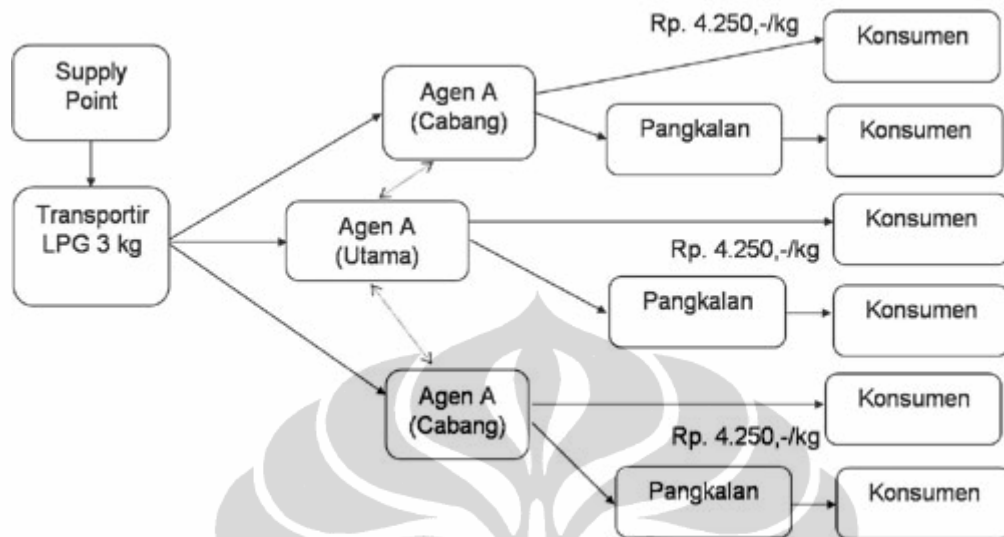 Rp. 4.250,-/kg
Konsumen
Supply
Point
Agen A
(Cabang)
Pangkalan
Konsumen
Transportir
LPG 3 kg
Agen A
(Utama)
Konsumen
Rp. 4.250,-/kg
Pangkalan
Konsumen
Agen A
(Cabang)
Konsumen
Rp. 4.250,-/kg
Pangkalan
Konsumen